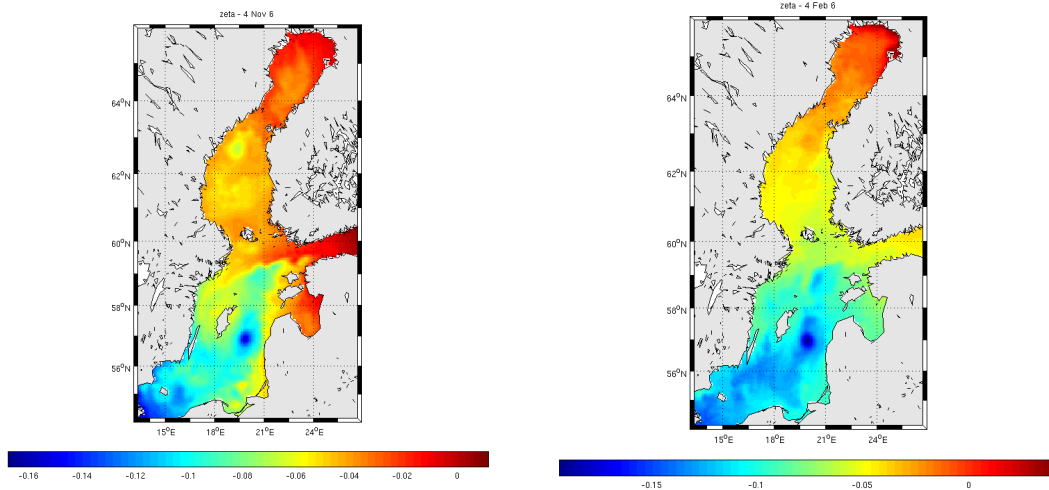 zeta - 4 Nov 6
64°N
62°N
60°N
58°N
56°N
15°E 18°E 21°E 24°E
-0.16 -0.14 -0.12 -0.1 -0.08 -0.06 -0.04 -0.02 0
zeta - 4 Feb 6
64°N
62°N
60°N
58°N
56°N
15°E 18°E 21°E 24°E
-0.15 -0.1 -0.05 0